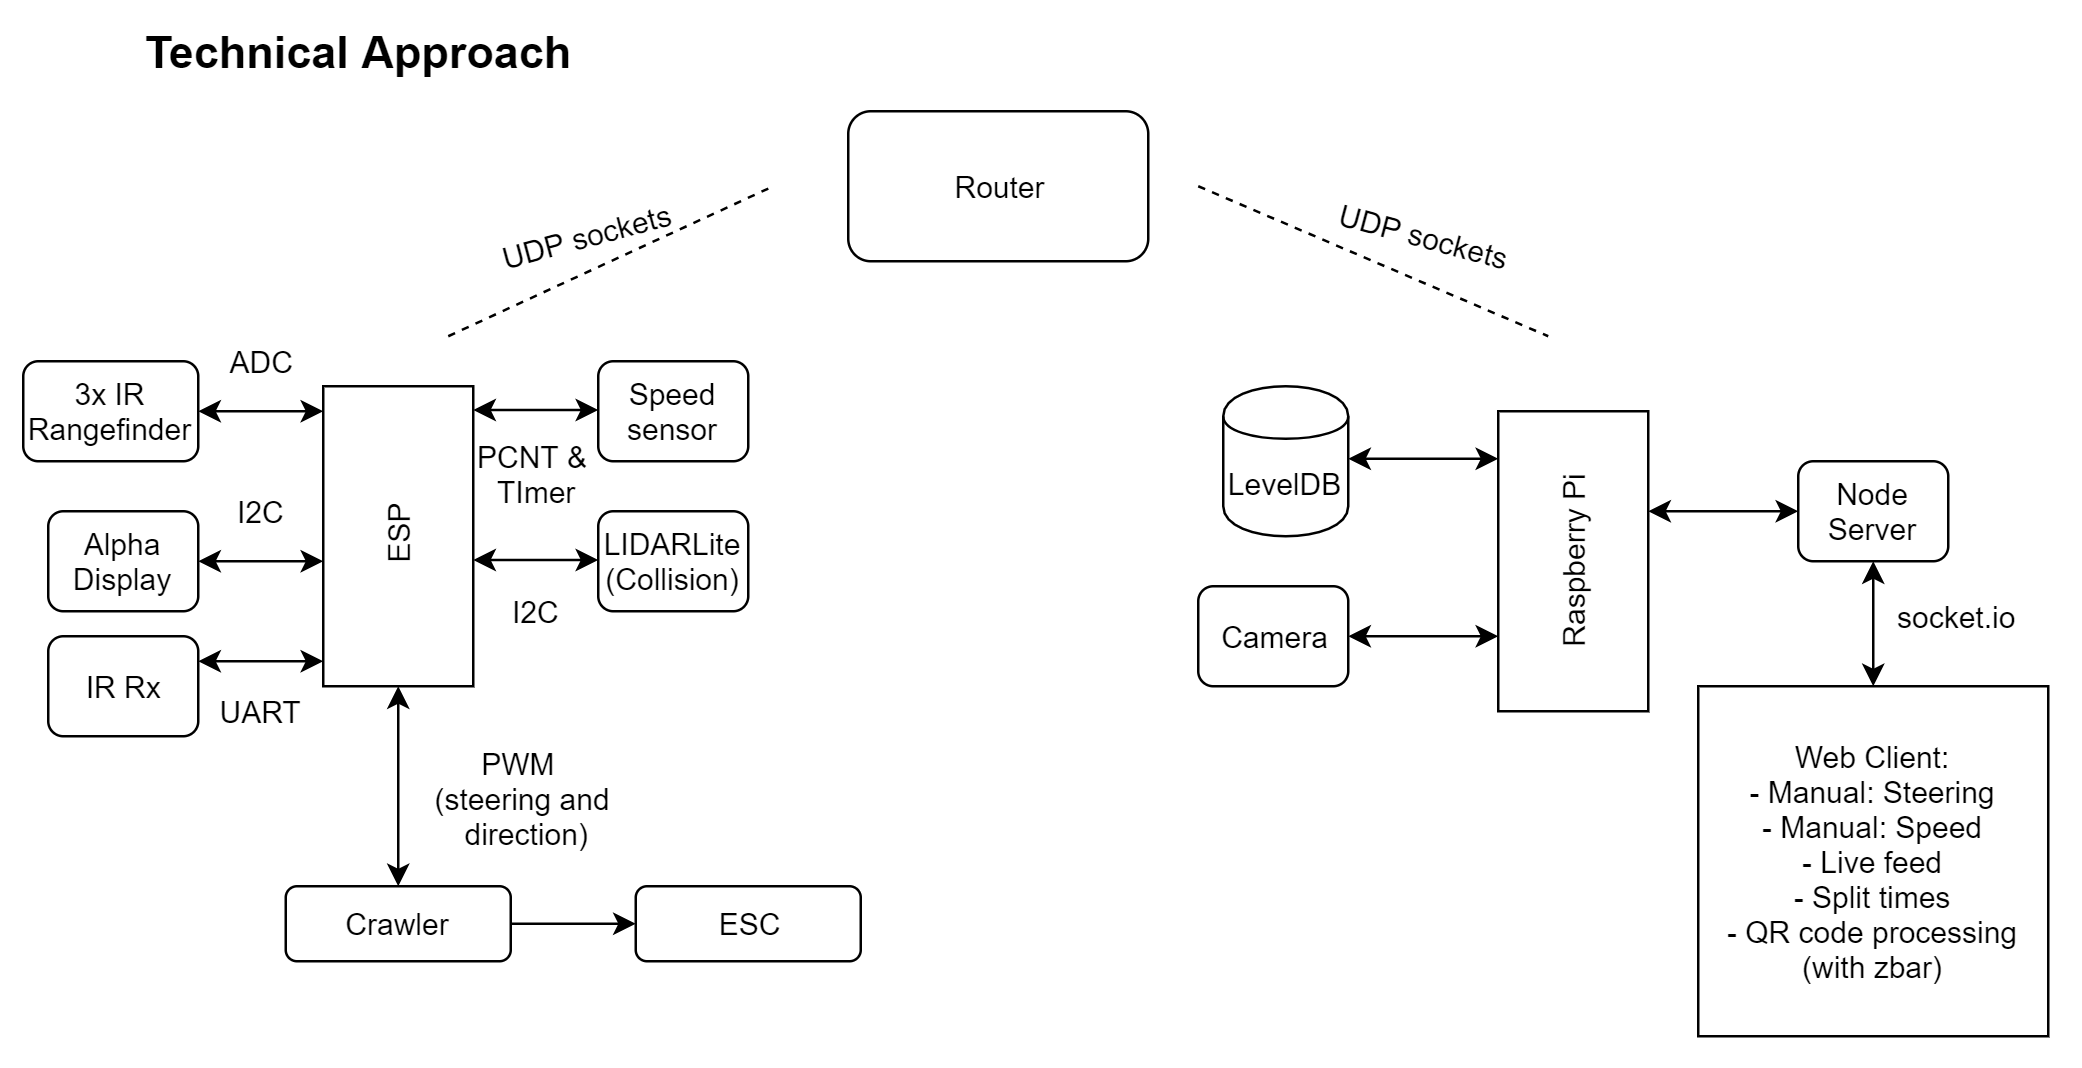 Technical Approach
Router
UDP sockets
UDP sockets
ADC
3x IR
Rangefinder
I2C
Alpha
Display
IR Rx
UART
ESP
Speed
sensor
PCNT &
TImer
LIDARLite
(Collision)
I2C
PWM
(steering and
direction)
Crawler
ESC
LevelDB
Camera
Raspberry Pi
Node
Server
socket.io
Web Client:
- Manual: Steering
- Manual: Speed
- Live feed
- Split times
- QR code processing
(with zbar)